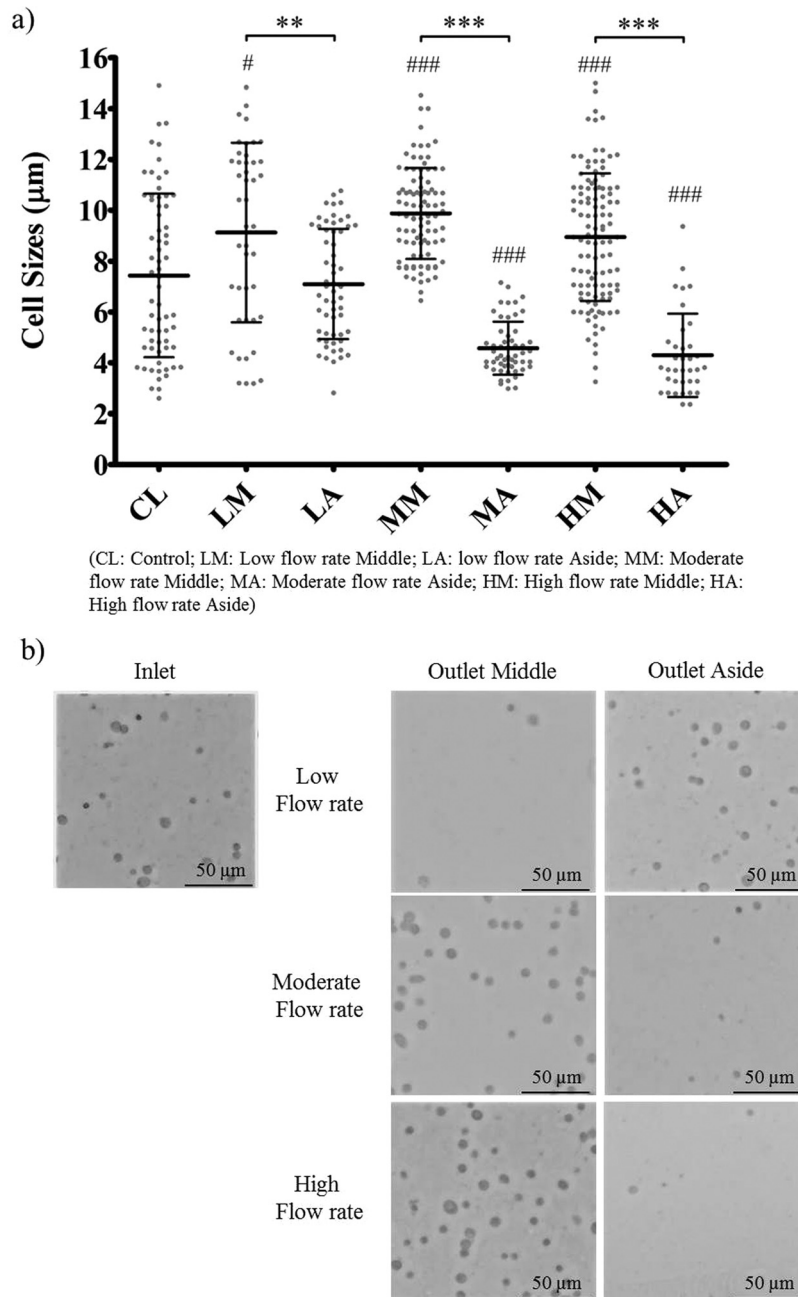 a)
** *** ***
# ### ###
###
###
Cell Sizes (µm)
16
14
12
10
8
6
4
2
0
CL LM LA MM MA HM HA
(CL: Control; LM: Low flow rate Middle; LA: low flow rate Aside; MM: Moderate
flow rate Middle; MA: Moderate flow rate Aside; HM: High flow rate Middle; HA:
High flow rate Aside)
b)
Inlet Outlet Middle Outlet Aside
50 µm
Low
Flow rate
50 µm 50 µm
Moderate
Flow rate
50 µm 50 µm
High
Flow rate
50 µm 50 µm